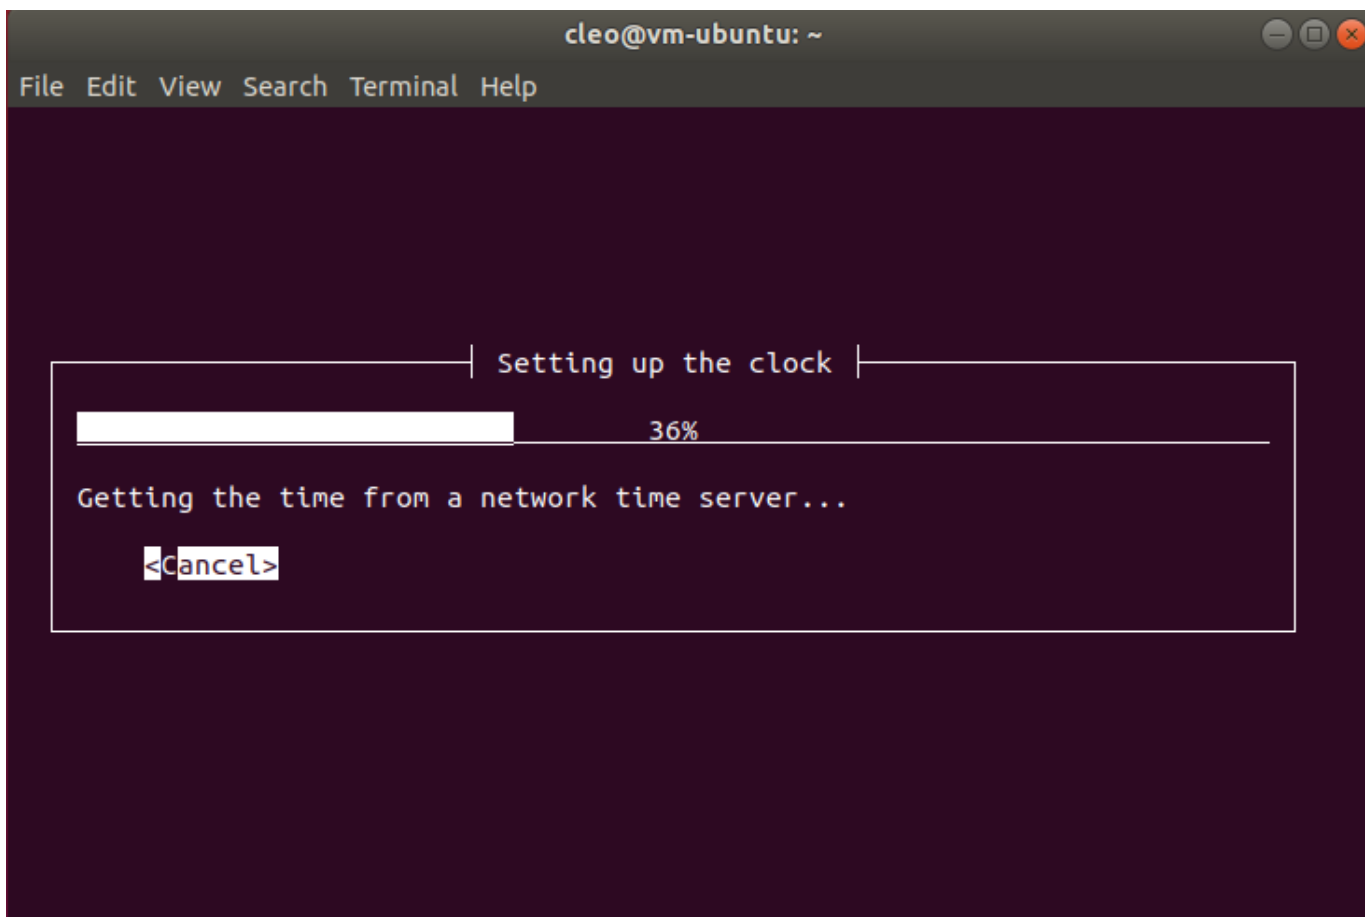 cleo@vm-ubuntu: ~
File Edit View Search Terminal Help
Setting up the clock
36%
Getting the time from a network time server...
<Cancel>